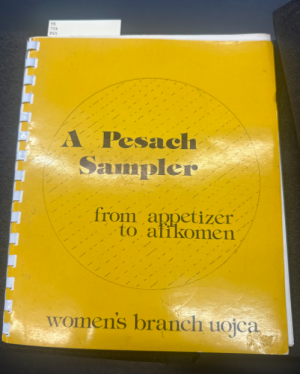 A Pesach
Sampler
from appetizer
to afikomen
women's branch uojca